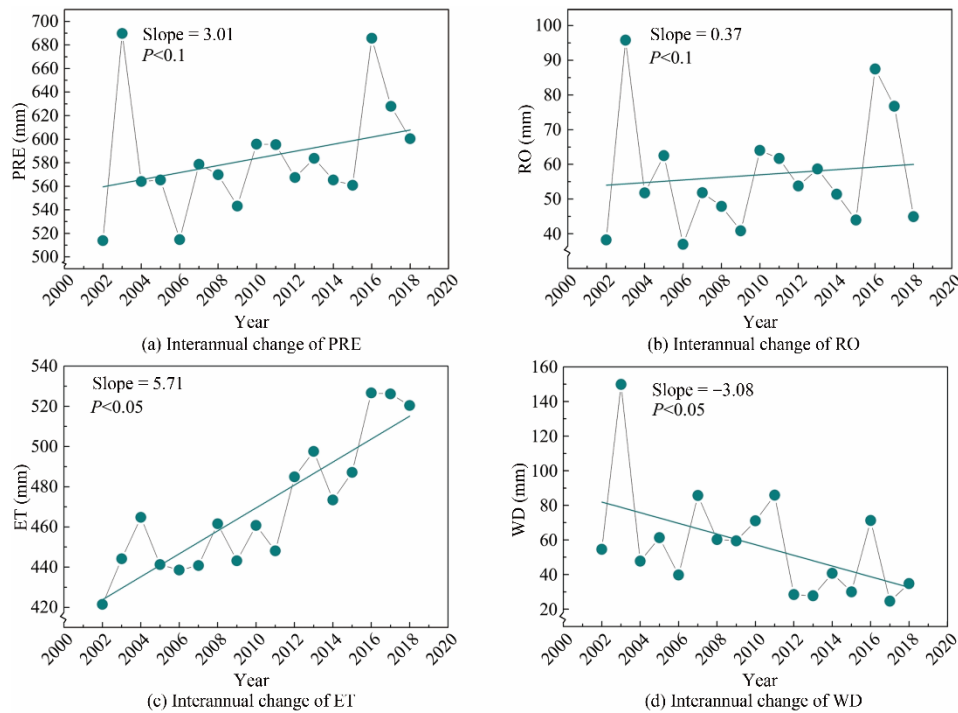 700
680
660
640
620
600
580
560
540
520
500
PRE (mm)
Slope = 3.01
P<0.1
2000 2002 2004 2006 2008 2010 2012 2014 2016 2018 2020
Year
(a) Interannual change of PRE
100
90
80
70
60
50
40
RO (mm)
Slope = 0.37
P<0.1
2000 2002 2004 2006 2008 2010 2012 2014 2016 2018 2020
Year
(b) Interannual change of RO
540
520
500
480
460
440
420
ET (mm)
Slope = 5.71
P<0.05
2000 2002 2004 2006 2008 2010 2012 2014 2016 2018 2020
Year
(c) Interannual change of ET
160
140
120
100
80
60
40
20
WD (mm)
Slope = −3.08
P<0.05
2000 2002 2004 2006 2008 2010 2012 2014 2016 2018 2020
Year
(d) Interannual change of WD